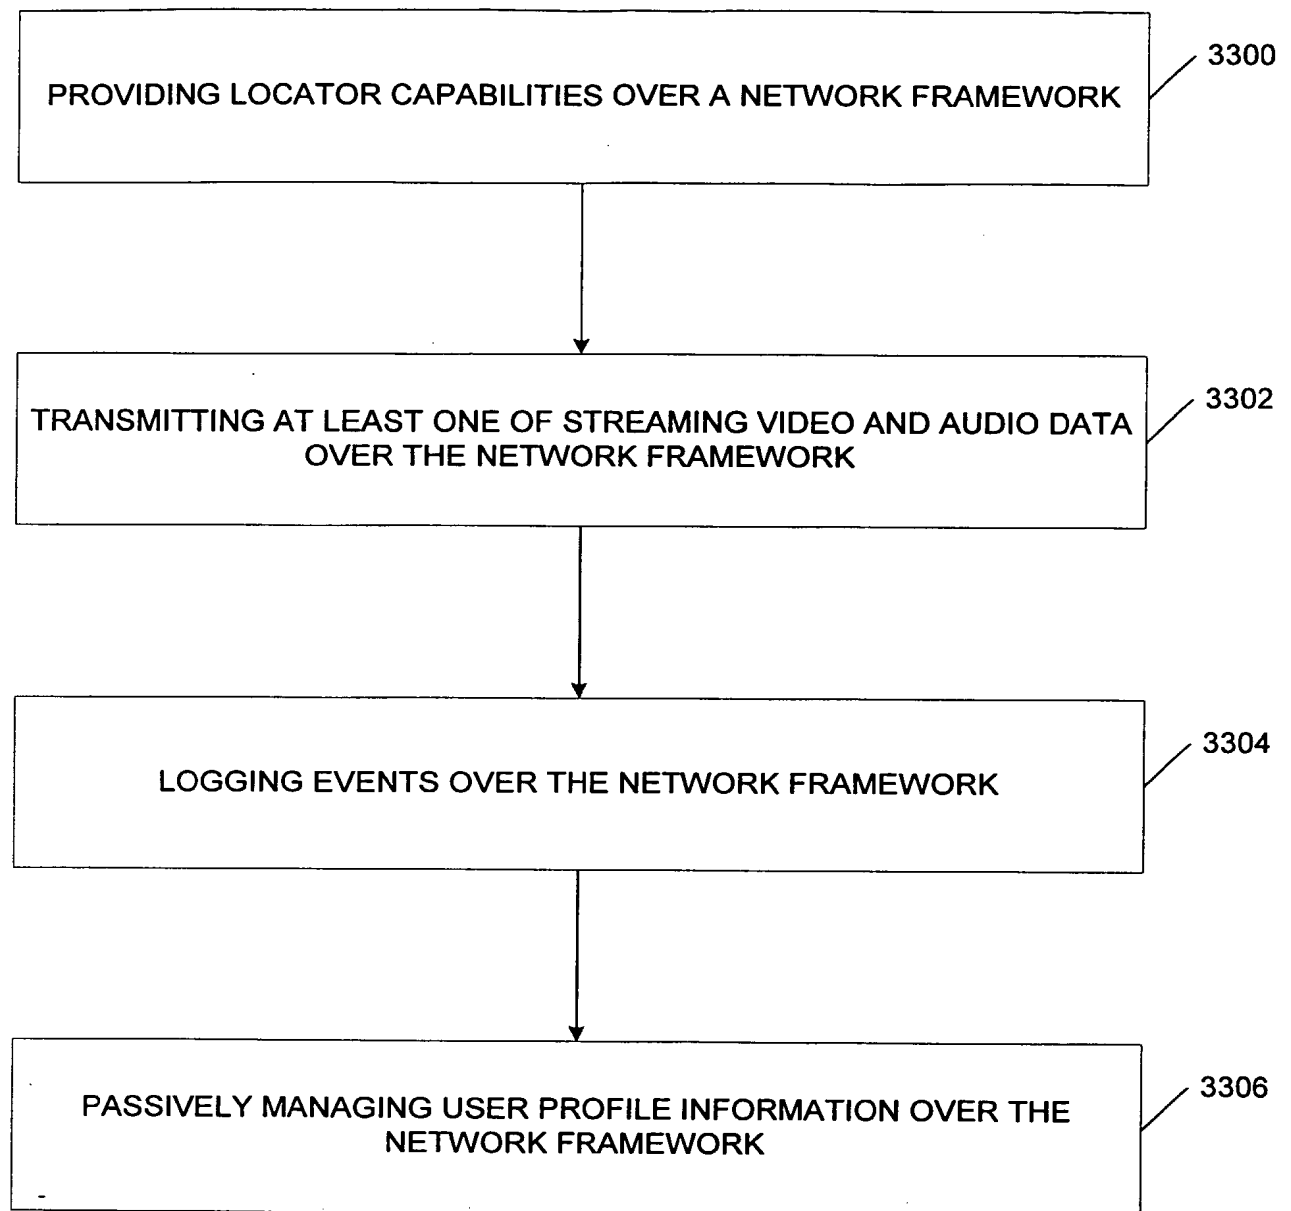 PROVIDING LOCATOR CAPABILITIES OVER A NETWORK FRAMEWORK
3300
TRANSMITTING AT LEAST ONE OF STREAMING VIDEO AND AUDIO DATA
OVER THE NETWORK FRAMEWORK
3302
LOGGING EVENTS OVER THE NETWORK FRAMEWORK
3304
PASSIVELY MANAGING USER PROFILE INFORMATION OVER THE
NETWORK FRAMEWORK
3306